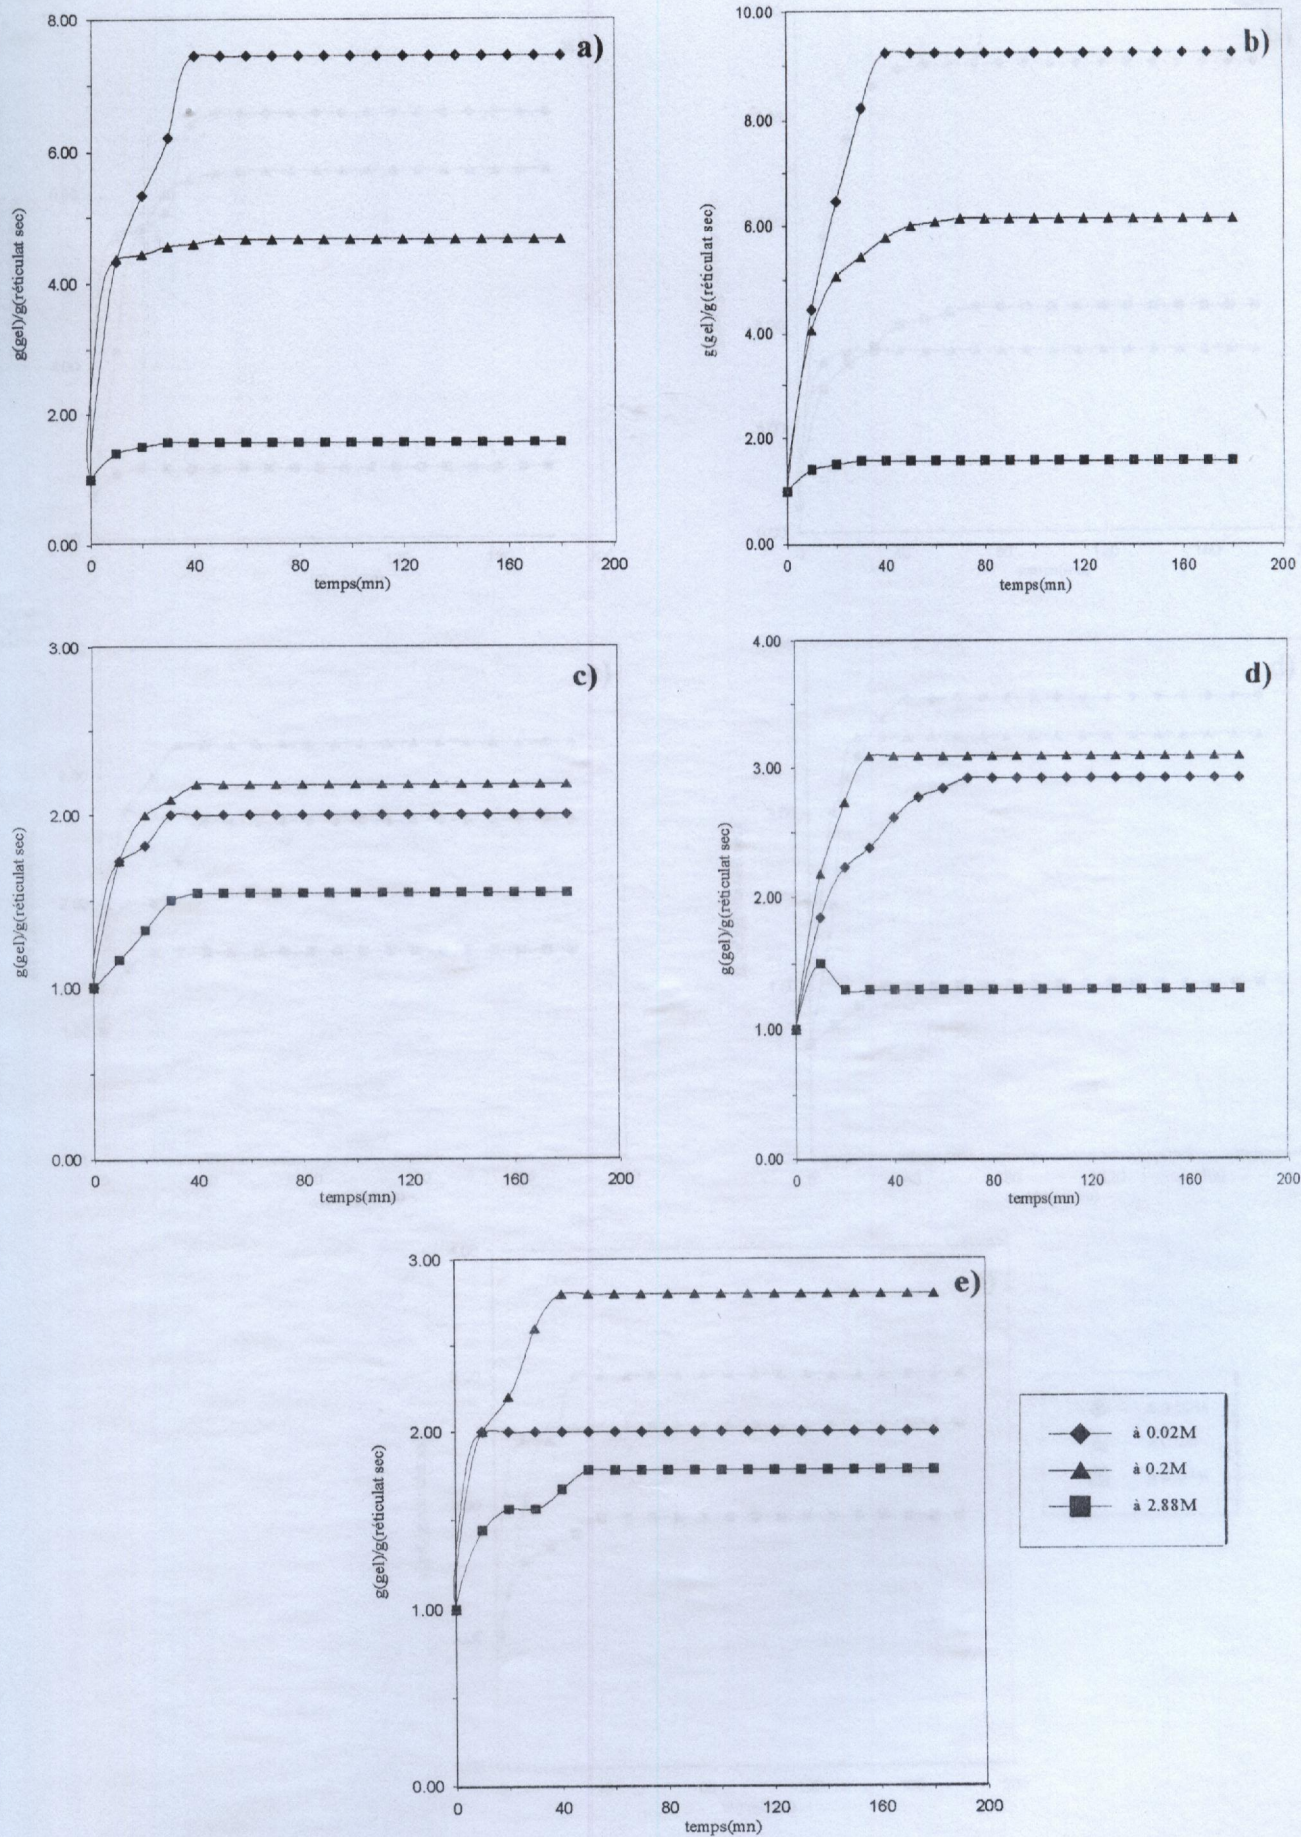 a)
8.00
6.00
4.00
2.00
0.00
g(gel)/g(réticulat sec)
0 40 80 120 160 200
temps(mn)
b)
10.00
8.00
6.00
4.00
2.00
0.00
g(gel)/g(réticulat sec)
0 40 80 120 160 200
temps(mn)
c)
3.00
2.00
1.00
0.00
g(gel)/g(réticulat sec)
0 40 80 120 160 200
temps(mn)
d)
4.00
3.00
2.00
1.00
0.00
g(gel)/g(réticulat sec)
0 40 80 120 160 200
temps(mn)
e)
3.00
2.00
1.00
0.00
g(gel)/g(réticulat sec)
0 40 80 120 160 200
temps(mn)
à 0.02M
à 0.2M
à 2.88M